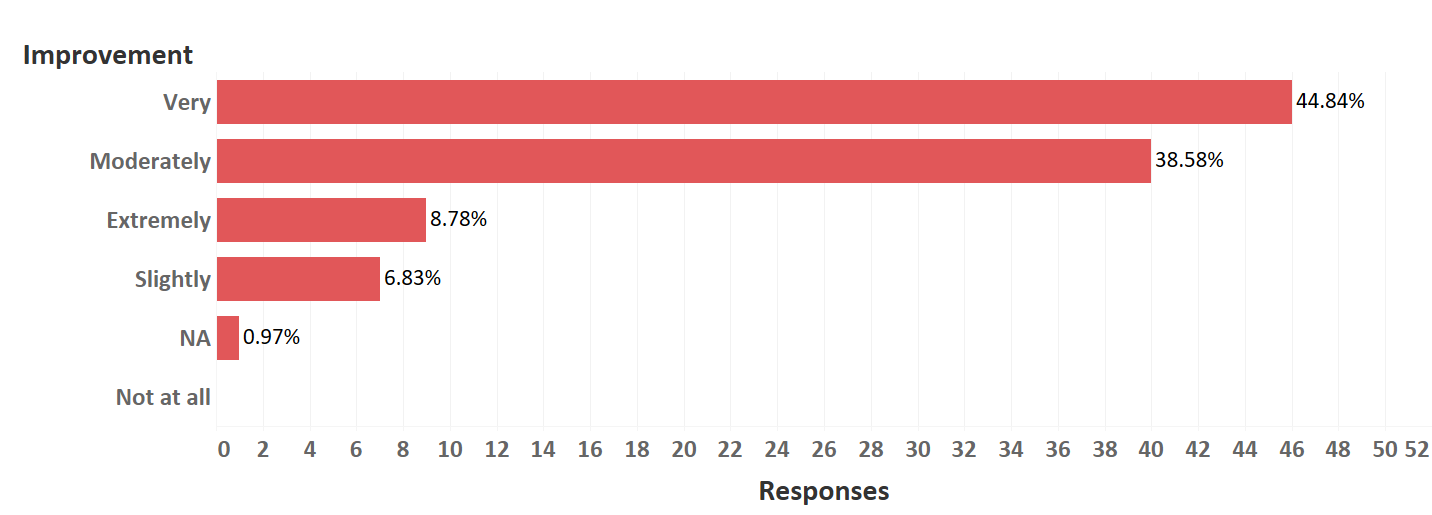 Improvement
Very 44.84%
Moderately 38.58%
Extremely 8.78%
Slightly 6.83%
NA 0.97%
Not at all
0 2 4 6 8 10 12 14 16 18 20 22 24 26 28 30 32 34 36 38 40 42 44 46 48 50 52
Responses